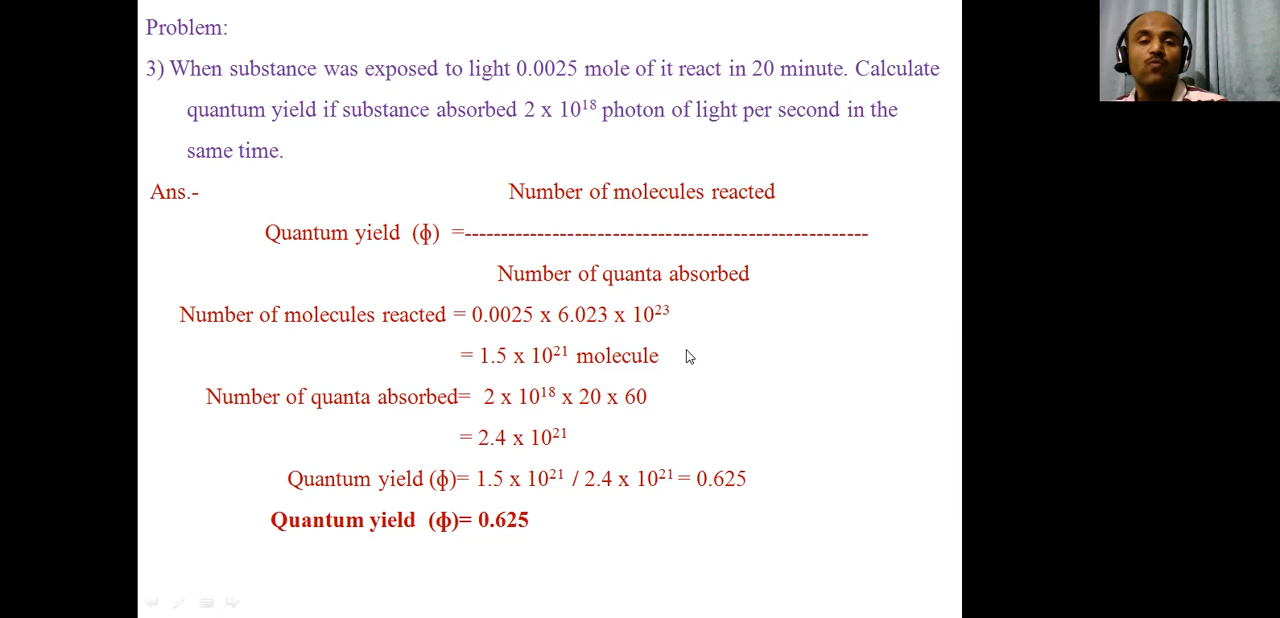 Problem:
3) When substance was exposed to light 0.0025 mole of it react in 20 minute. Calculate
quantum yield if substance absorbed 2 x 10¹⁸ photon of light per second in the
same time.
Ans.- Number of molecules reacted
Quantum yield (ϕ) =--------------------------------------------------------
Number of quanta absorbed
Number of molecules reacted = 0.0025 x 6.023 x 10²³
= 1.5 x 10²¹ molecule
Number of quanta absorbed= 2 x 10¹⁸ x 20 x 60
= 2.4 x 10²¹
Quantum yield (ϕ)= 1.5 x 10²¹ / 2.4 x 10²¹ = 0.625
Quantum yield (ϕ)= 0.625